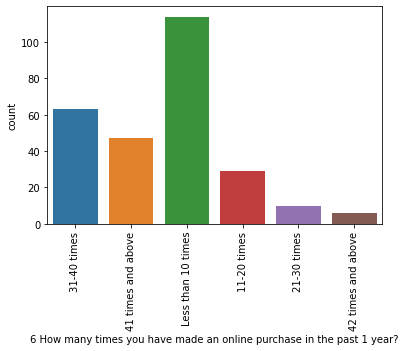 100
80
60
40
20
0
count
31-40 times
41 times and above
Less than 10 times
11-20 times
21-30 times
42 times and above
6 How many times you have made an online purchase in the past 1 year?